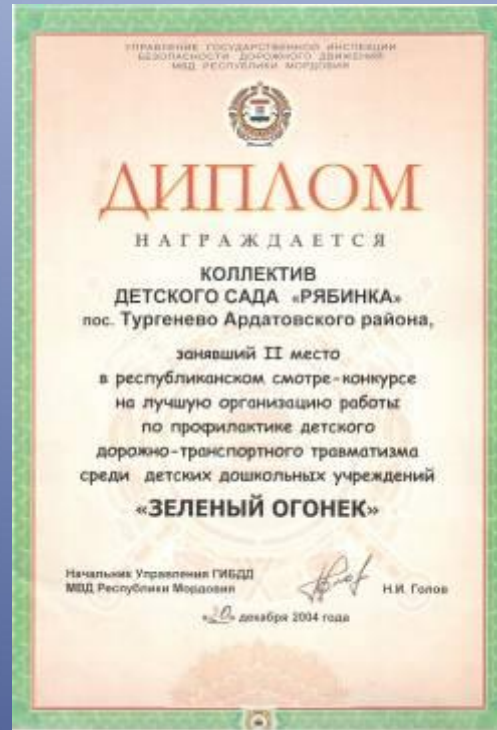 УПРАВЛЕНИЕ ГОСУДАРСТВЕННОЙ ИНСПЕКЦИИ
БЕЗОПАСНОСТИ ДОРОЖНОГО ДВИЖЕНИЯ
МВД РЕСПУБЛИКИ МОРДОВИЯ
ДИПЛОМ
НАГРАЖДАЕТСЯ
КОЛЛЕКТИВ
ДЕТСКОГО САДА «РЯБИНКА»
пос. Тургенево Ардатовского района,
занявший II место
в республиканском смотре-конкурсе
на лучшую организацию работы
по профилактике детского
дорожно-транспортного травматизма
среди детских дошкольных учреждений
«ЗЕЛЕНЫЙ ОГОНЕК»
Начальник Управления ГИБДД
МВД Республики Мордовия Н.И. Голов
«20» декабря 2004 года